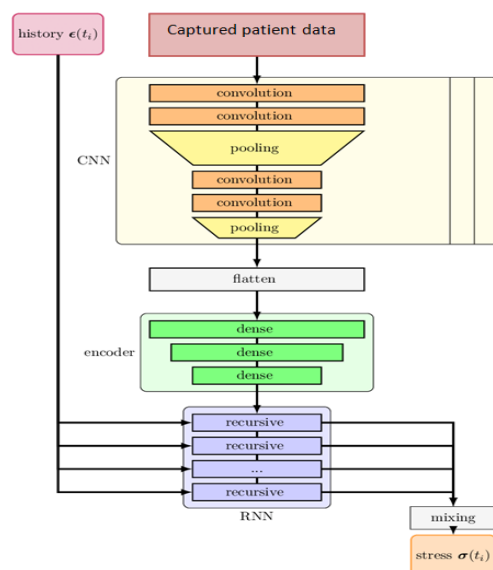 history ϵ(tᵢ)
Captured patient data
convolution
convolution
CNN
pooling
convolution
convolution
pooling
flatten
dense
encoder
dense
dense
recursive
recursive
...
recursive
RNN
mixing
stress σ(tᵢ)